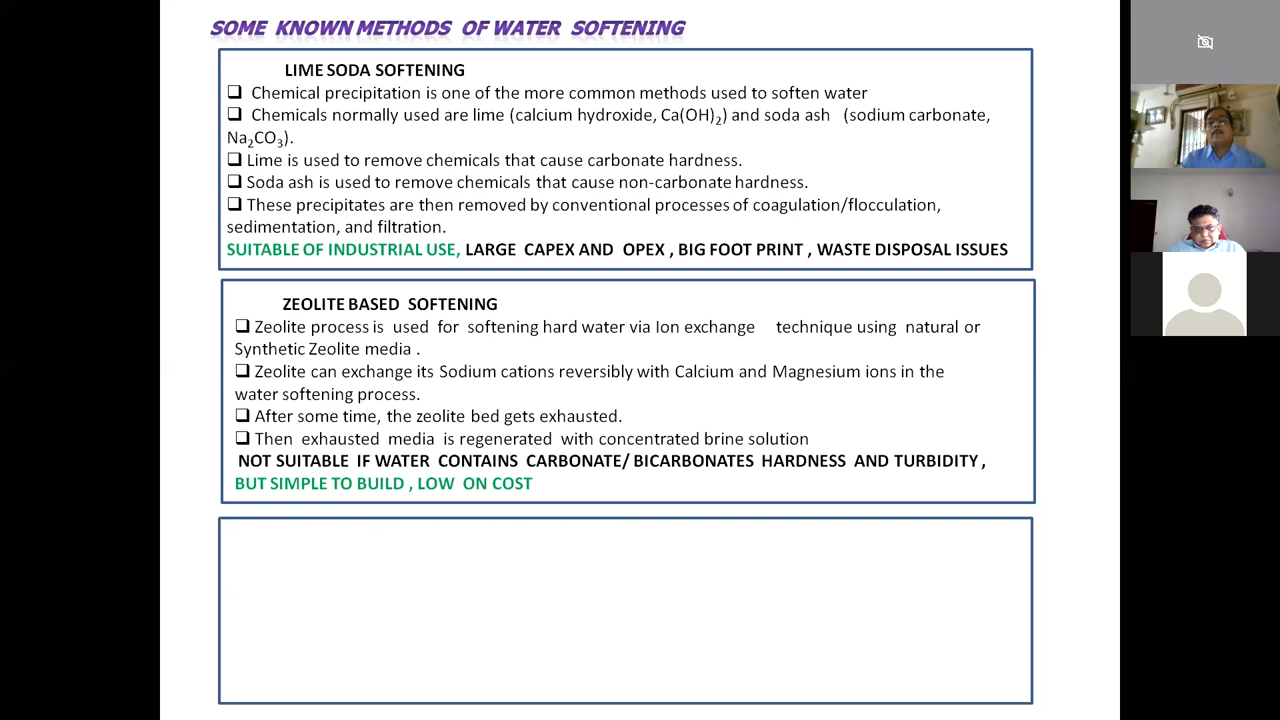 SOME KNOWN METHODS OF WATER SOFTENING
LIME SODA SOFTENING
❑ Chemical precipitation is one of the more common methods used to soften water
❑ Chemicals normally used are lime (calcium hydroxide, Ca(OH)₂) and soda ash (sodium carbonate,
Na₂CO₃).
❑ Lime is used to remove chemicals that cause carbonate hardness.
❑ Soda ash is used to remove chemicals that cause non-carbonate hardness.
❑ These precipitates are then removed by conventional processes of coagulation/flocculation,
sedimentation, and filtration.
SUITABLE OF INDUSTRIAL USE, LARGE CAPEX AND OPEX , BIG FOOT PRINT , WASTE DISPOSAL ISSUES
ZEOLITE BASED SOFTENING
❑ Zeolite process is used for softening hard water via Ion exchange technique using natural or
Synthetic Zeolite media .
❑ Zeolite can exchange its Sodium cations reversibly with Calcium and Magnesium ions in the
water softening process.
❑ After some time, the zeolite bed gets exhausted.
❑ Then exhausted media is regenerated with concentrated brine solution
NOT SUITABLE IF WATER CONTAINS CARBONATE/ BICARBONATES HARDNESS AND TURBIDITY ,
BUT SIMPLE TO BUILD , LOW ON COST